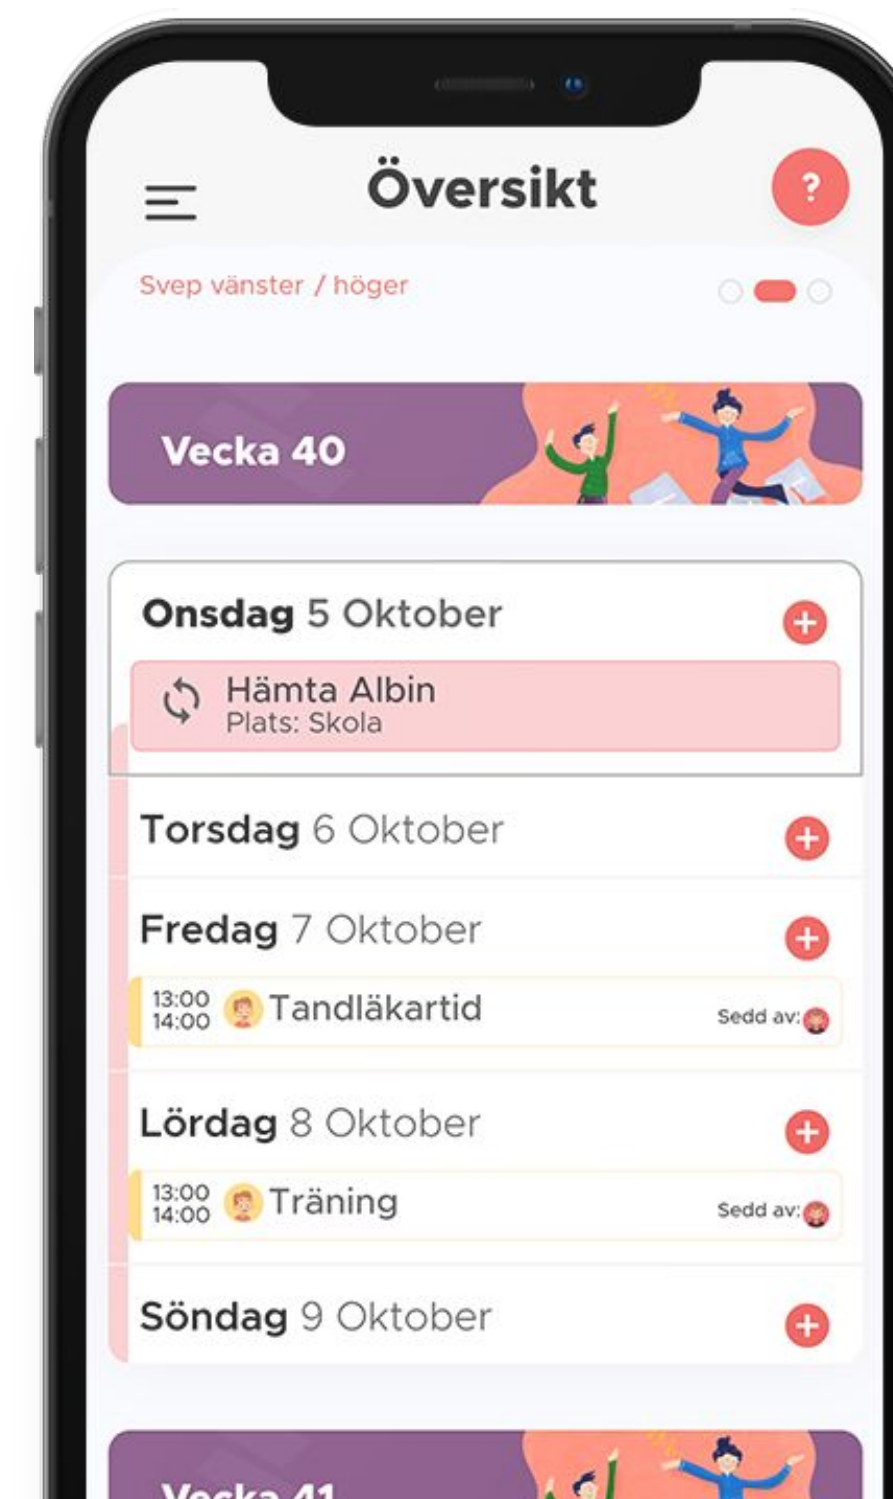 Översikt
?
Svep vänster / höger
Vecka 40
Onsdag 5 Oktober
Hämta Albin
Plats: Skola
Torsdag 6 Oktober
Fredag 7 Oktober
13:00
14:00
Tandläkartid
Sedd av:
Lördag 8 Oktober
13:00
14:00
Träning
Sedd av:
Söndag 9 Oktober
Vecka 41